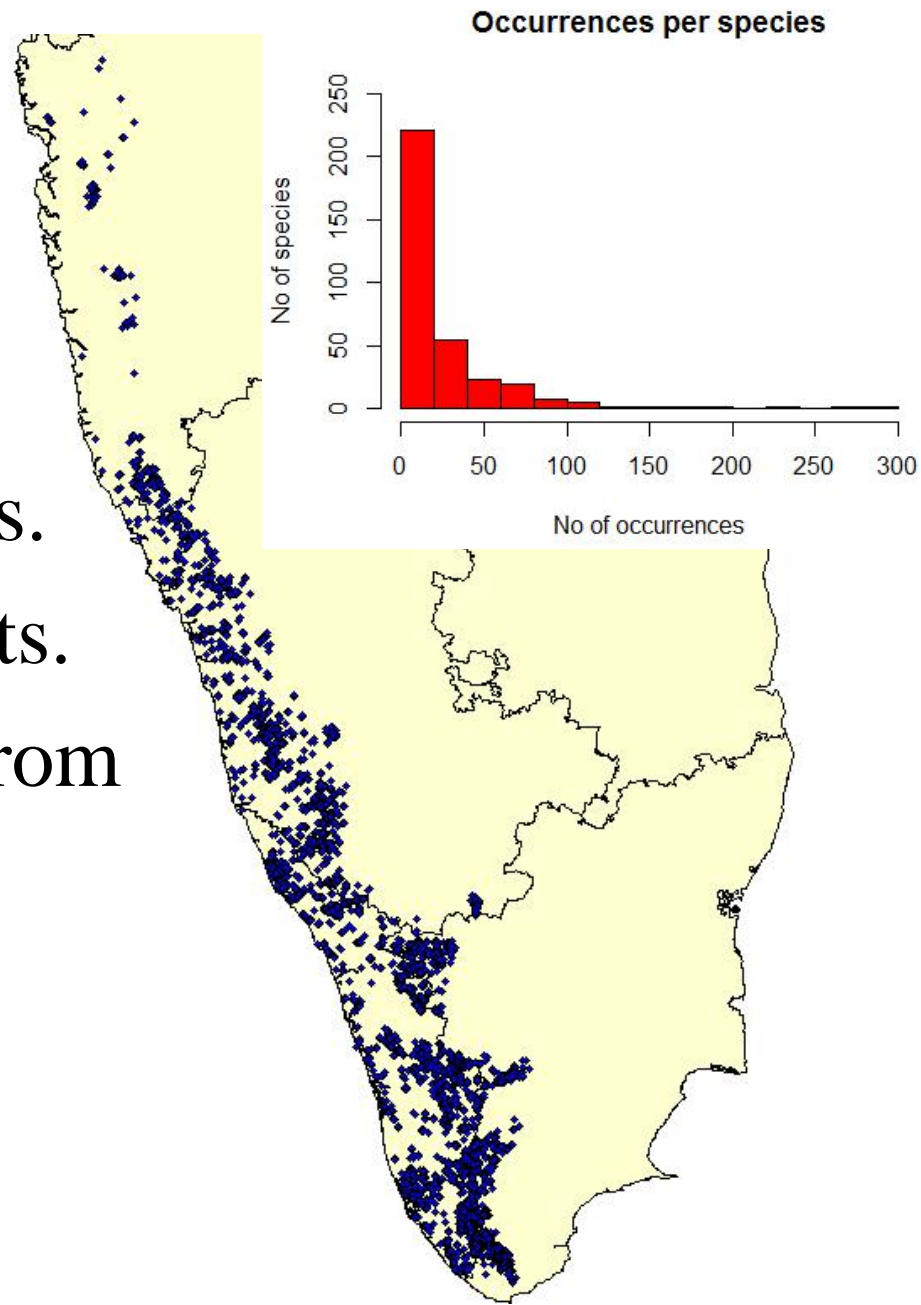 Occurrences per species
No of species
0 50 100 150 200 250
0 50 100 150 200 250 300
No of occurrences
s.
ts.
rom